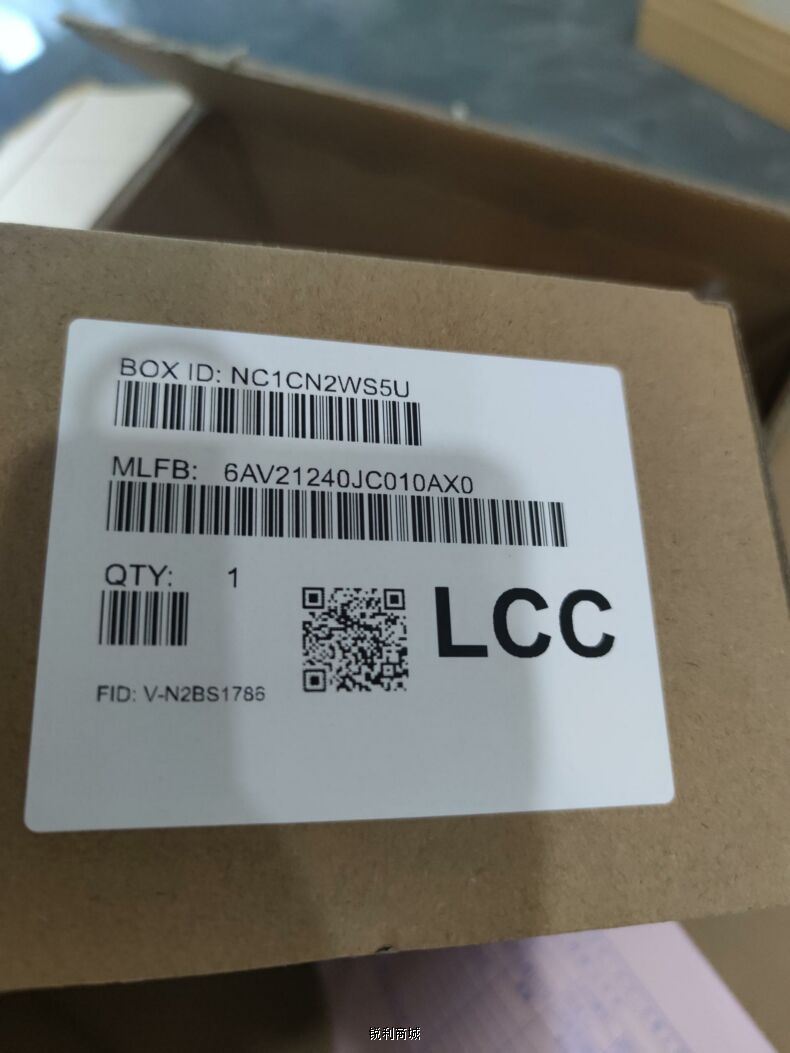 BOX ID: NC1CN2WS5U
MLFB: 6AV21240JC010AX0
QTY: 1
LCC
FID: V-N2BS1786
锐利商城